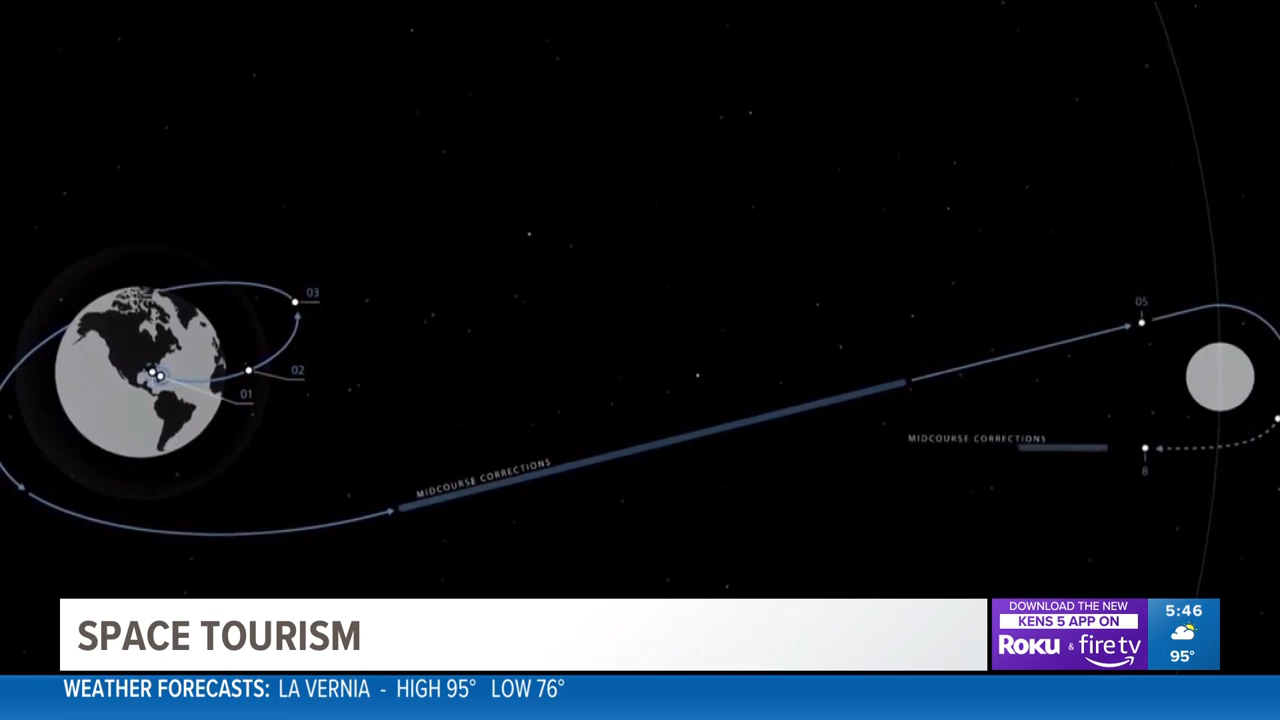 03
02
01
05
MIDCOURSE CORRECTIONS
MIDCOURSE CORRECTIONS
8
SPACE TOURISM
DOWNLOAD THE NEW
KENS 5 APP ON
Roku & fire tv
5:46
95°
WEATHER FORECASTS: LA VERNIA - HIGH 95° LOW 76°